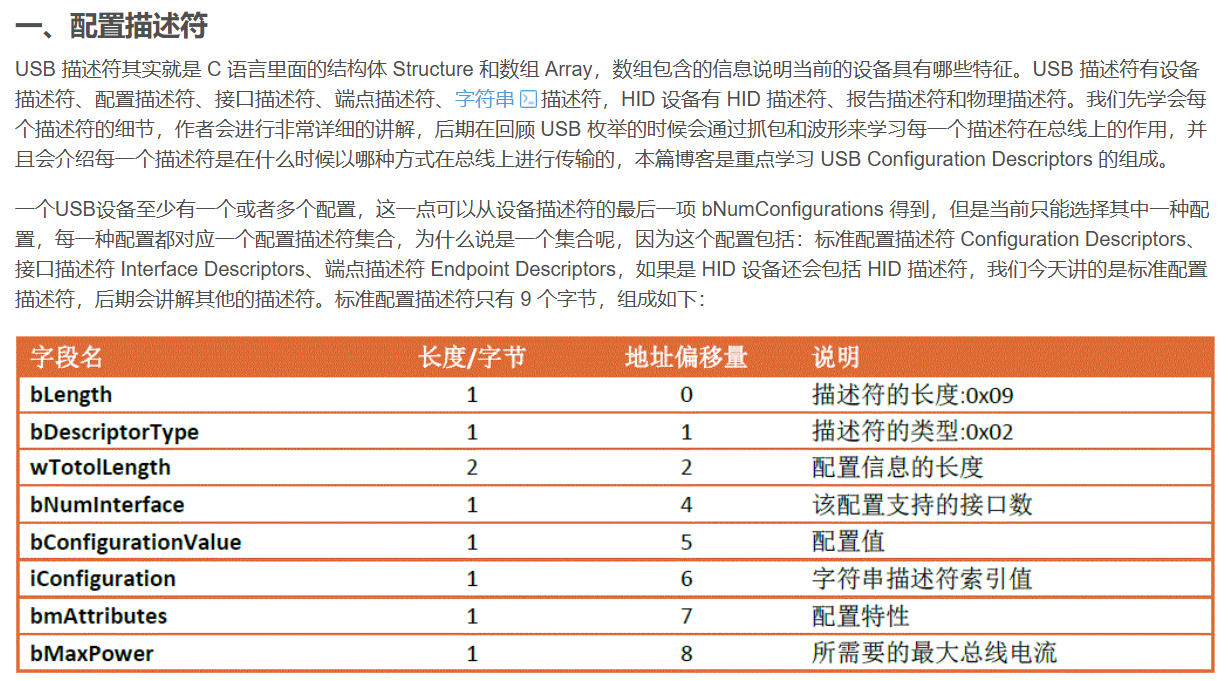 一、配置描述符
USB 描述符其实就是 C 语言里面的结构体 Structure 和数组 Array，数组包含的信息说明当前的设备具有哪些特征。USB 描述符有设备
描述符、配置描述符、接口描述符、端点描述符、字符串描述符，HID 设备有 HID 描述符、报告描述符和物理描述符。我们先学会每
个描述符的细节，作者会进行非常详细的讲解，后期在回顾 USB 枚举的时候会通过抓包和波形来学习每一个描述符在总线上的作用，并
且会介绍每一个描述符是在什么时候以哪种方式在总线上进行传输的，本篇博客是重点学习 USB Configuration Descriptors 的组成。
一个USB设备至少有一个或者多个配置，这一点可以从设备描述符的最后一项 bNumConfigurations 得到，但是当前只能选择其中一种配
置，每一种配置都对应一个配置描述符集合，为什么说是一个集合呢，因为这个配置包括：标准配置描述符 Configuration Descriptors、
接口描述符 Interface Descriptors、端点描述符 Endpoint Descriptors，如果是 HID 设备还会包括 HID 描述符，我们今天讲的是标准配置
描述符，后期会讲解其他的描述符。标准配置描述符只有 9 个字节，组成如下：
字段名 长度/字节 地址偏移量 说明
bLength 1 0 描述符的长度:0x09
bDescriptorType 1 1 描述符的类型:0x02
wTotolLength 2 2 配置信息的长度
bNumInterface 1 4 该配置支持的接口数
bConfigurationValue 1 5 配置值
iConfiguration 1 6 字符串描述符索引值
bmAttributes 1 7 配置特性
bMaxPower 1 8 所需要的最大总线电流